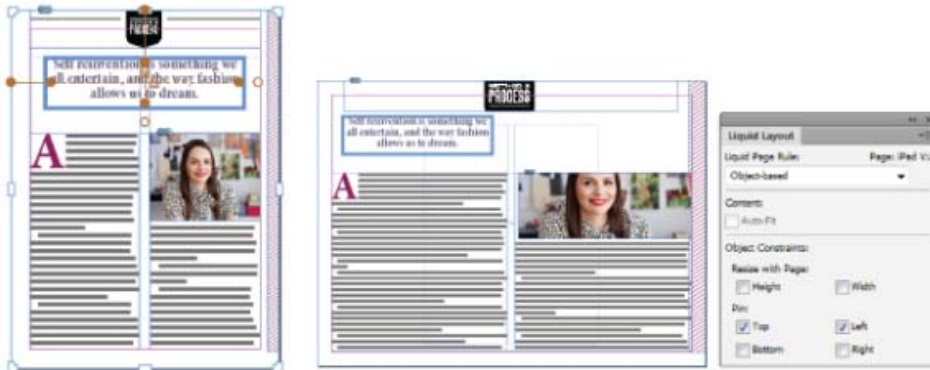 PROCESS
Self reinvention is something we
all entertain, and the way fashion
allows us to dream.
A
PROCESS
Self reinvention is something we
all entertain, and the way fashion
allows us to dream.
A
Liquid Layout
Liquid Page Rule:
Page: iPad V:
Object-based
Content:
Auto-Fit
Object Constraints:
Resize with Page:
Height
Width
Pin:
Top
Left
Bottom
Right